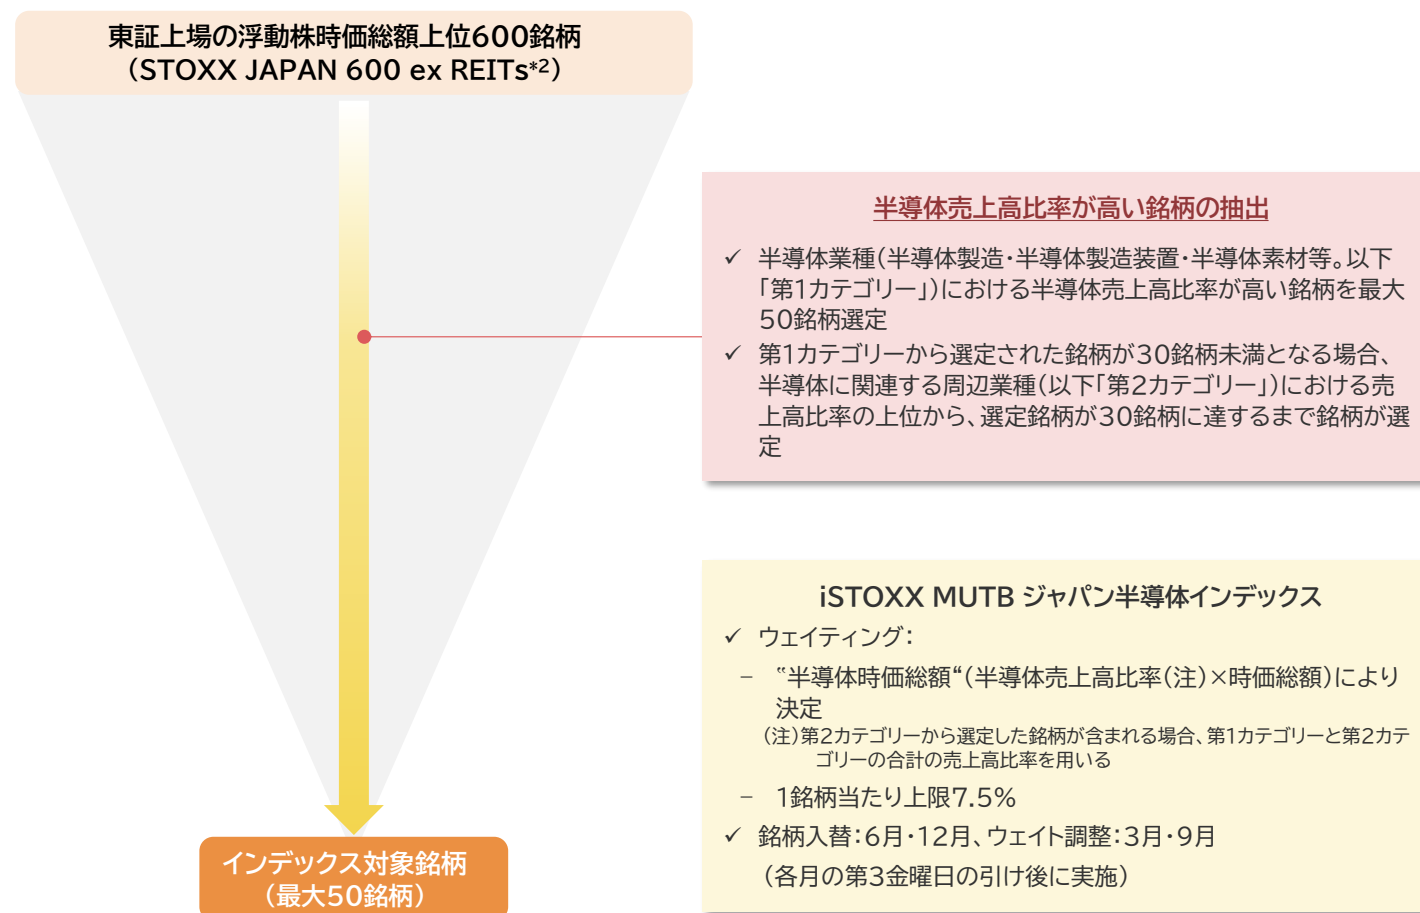 東証上場の浮動株時価総額上位600銘柄
（STOXX JAPAN 600 ex REITs*2）
半導体売上高比率が高い銘柄の抽出
✓ 半導体業種（半導体製造・半導体製造装置・半導体素材等。以下
「第1カテゴリー」）における半導体売上高比率が高い銘柄を最大
50銘柄選定
✓ 第1カテゴリーから選定された銘柄が30銘柄未満となる場合、
半導体に関連する周辺業種（以下「第2カテゴリー」）における売
上高比率の上位から、選定銘柄が30銘柄に達するまで銘柄が選
定
iSTOXX MUTB ジャパン半導体インデックス
✓ ウェイティング：
− “半導体時価総額“（半導体売上高比率（注）×時価総額）により
決定
（注）第2カテゴリーから選定した銘柄が含まれる場合、第1カテゴリーと第2カテ
ゴリーの合計の売上高比率を用いる
− 1銘柄当たり上限7.5%
✓ 銘柄入替：6月・12月、ウェイト調整：3月・9月
（各月の第3金曜日の引け後に実施）
インデックス対象銘柄
（最大50銘柄）